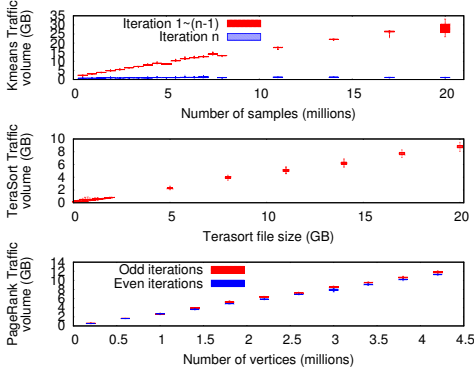 Kmeans Traffic
volume (GB)
35
30
25
20
15
10
5
0
Iteration 1~(n-1)
Iteration n
0 5 10 15 20
Number of samples (millions)
TeraSort Traffic
volume (GB)
10
8
6
4
2
0
0 5 10 15 20
Terasort file size (GB)
PageRank Traffic
volume (GB)
14
12
10
8
6
4
2
0
Odd iterations
Even iterations
0 0.5 1 1.5 2 2.5 3 3.5 4 4.5
Number of vertices (millions)